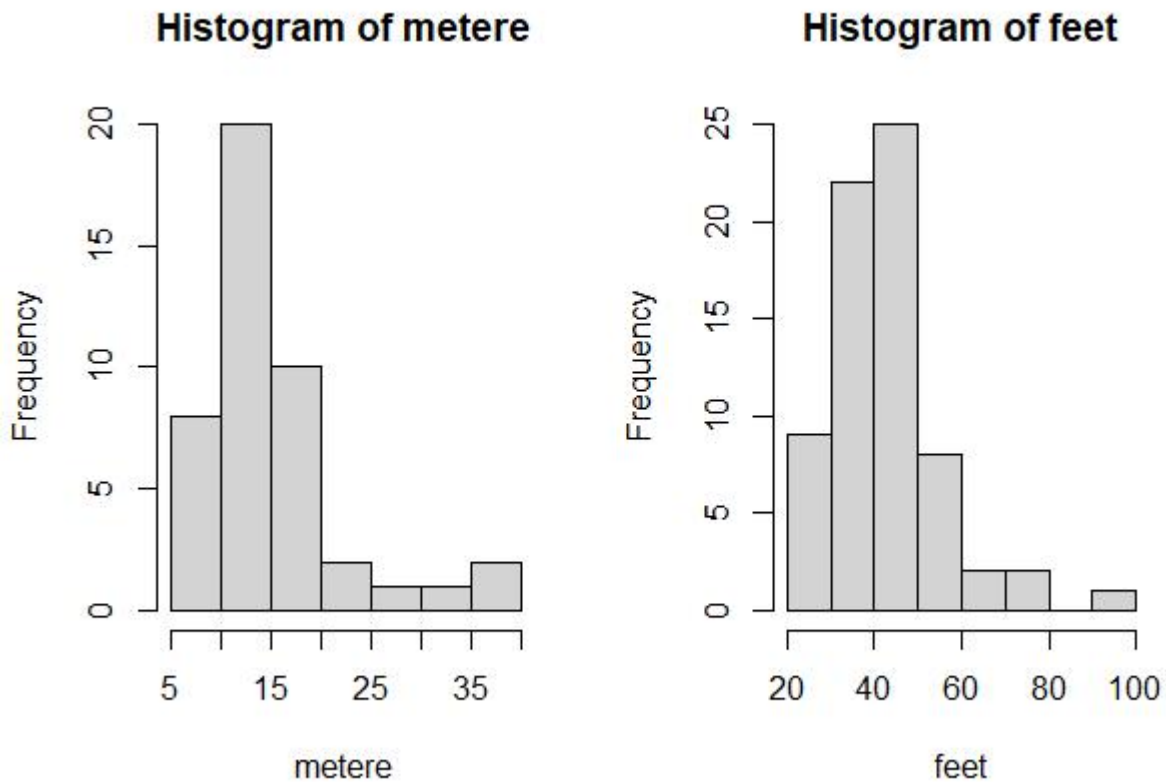 Histogram of metere
Frequency
0 5 10 15 20
5 15 25 35
metere
Histogram of feet
Frequency
0 5 10 15 20 25
20 40 60 80 100
feet